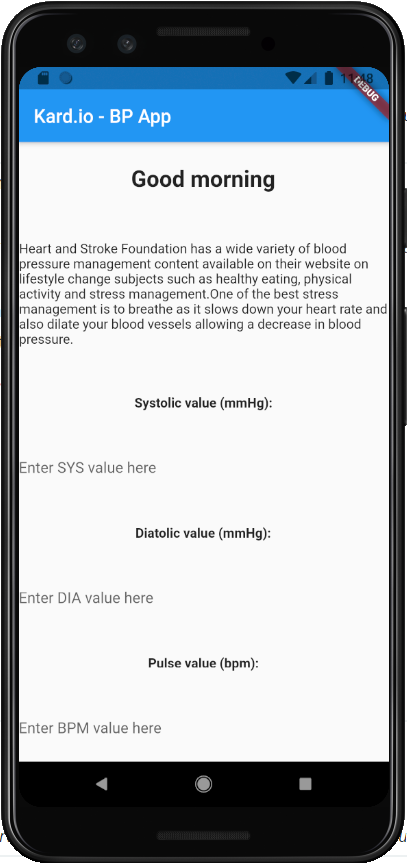 11:48
DEBUG
Kard.io - BP App
Good morning
Heart and Stroke Foundation has a wide variety of blood
pressure management content available on their website on
lifestyle change subjects such as healthy eating, physical
activity and stress management.One of the best stress
management is to breathe as it slows down your heart rate and
also dilate your blood vessels allowing a decrease in blood
pressure.
Systolic value (mmHg):
Enter SYS value here
Diatolic value (mmHg):
Enter DIA value here
Pulse value (bpm):
Enter BPM value here